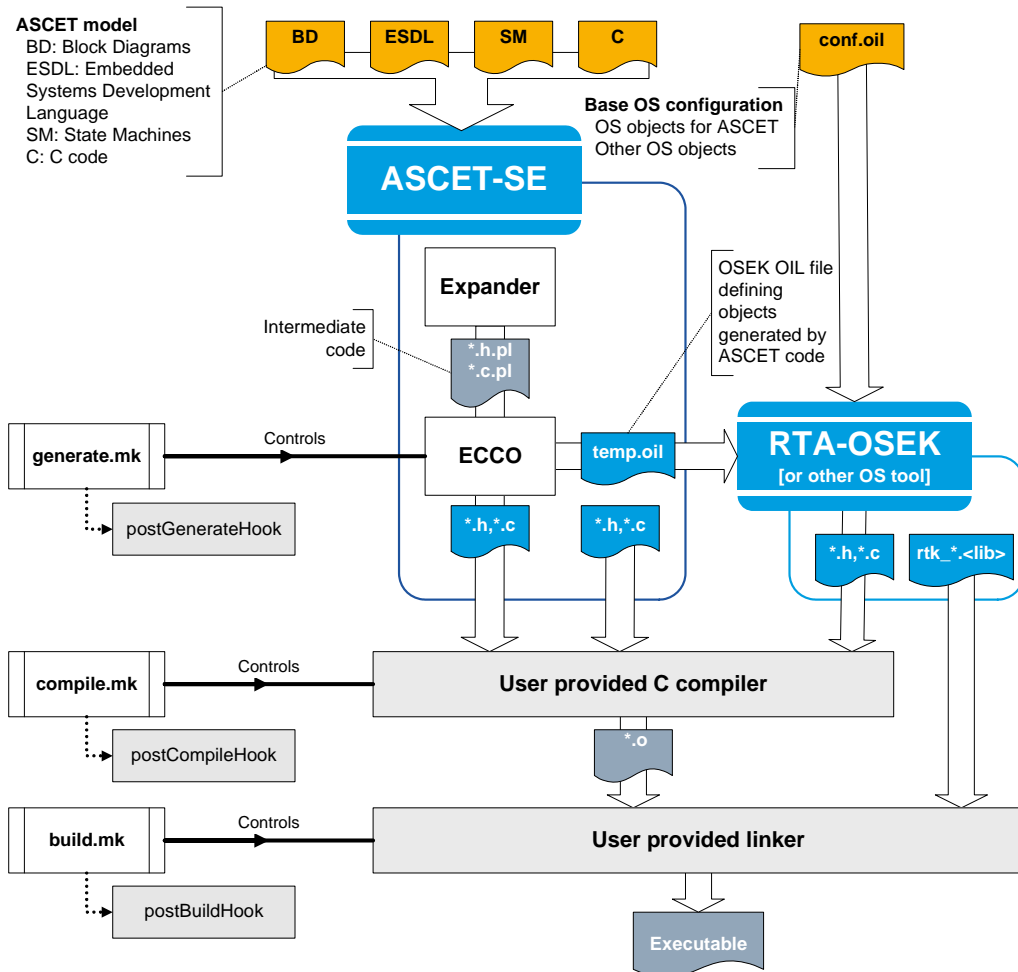 ASCET model
BD: Block Diagrams
ESDL: Embedded
Systems Development
Language
SM: State Machines
C: C code
BD
ESDL
SM
C
conf.oil
Base OS configuration
OS objects for ASCET
Other OS objects
ASCET-SE
Expander
OSEK OIL file
defining
objects
generated by
ASCET code
Intermediate
code
*.h.pl
*.c.pl
generate.mk
Controls
ECCO
temp.oil
RTA-OSEK
[or other OS tool]
postGenerateHook
*.h,*.c
*.h,*.c
*.h,*.c
rtk_*.<lib>
compile.mk
Controls
User provided C compiler
postCompileHook
*.o
build.mk
Controls
User provided linker
postBuildHook
Executable